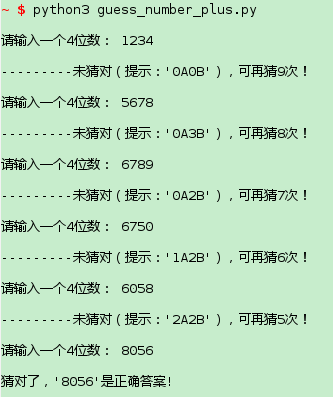 ~ $ python3 guess_number_plus.py
请输入一个4位数： 1234
---------未猜对（提示：'0A0B'），可再猜9次！
请输入一个4位数： 5678
---------未猜对（提示：'0A3B'），可再猜8次！
请输入一个4位数： 6789
---------未猜对（提示：'0A2B'），可再猜7次！
请输入一个4位数： 6750
---------未猜对（提示：'1A2B'），可再猜6次！
请输入一个4位数： 6058
---------未猜对（提示：'2A2B'），可再猜5次！
请输入一个4位数： 8056
猜对了，'8056'是正确答案！